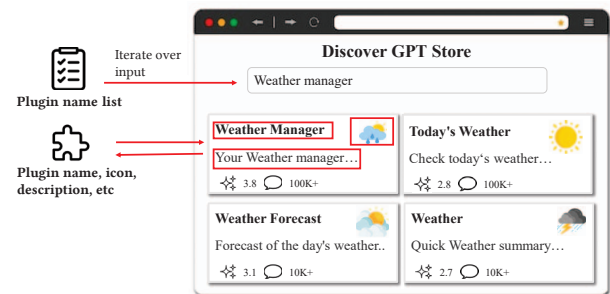 Discover GPT Store
Iterate over
input
Weather manager
Plugin name list
Weather Manager
Your Weather manager…
3.8 100K+
Today's Weather
Check today‘s weather…
2.8 100K+
Plugin name, icon,
description, etc
Weather Forecast
Forecast of the day's weather..
3.1 10K+
Weather
Quick Weather summary…
2.7 10K+